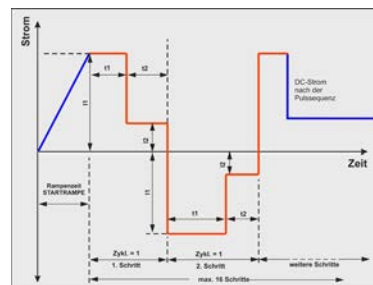 Strom
t1
t2
DC-Strom
nach der
Pulssequenz
I1
I2
Zeit
I2
Rampenzeit
STARTRAMPE
I1
t1
t2
Zykl. = 1
Zykl. = 1
1. Schritt
2. Schritt
weitere Schritte
max. 16 Schritte